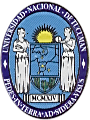 UNIVERSIDAD·NACIONAL·DE TUCUMAN
PEDES·IN·TERRA·AD·SIDERA·VISUS
MCMXIV